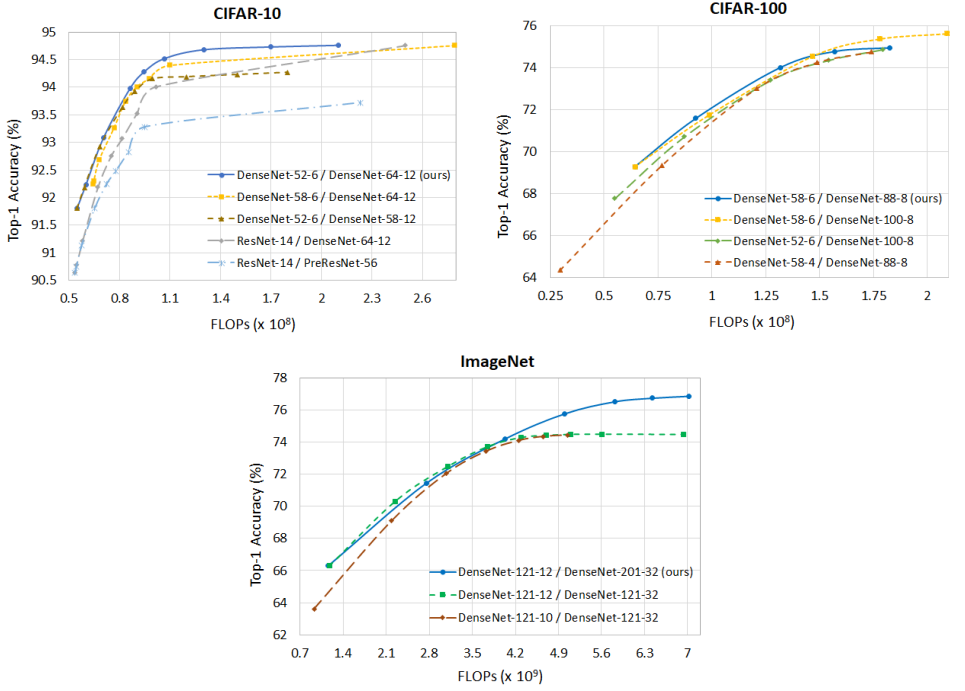 CIFAR-10
95
94.5
94
93.5
93
92.5
92
91.5
91
90.5
Top-1 Accuracy (%)
DenseNet-52-6 / DenseNet-64-12 (ours)
DenseNet-58-6 / DenseNet-64-12
DenseNet-52-6 / DenseNet-58-12
ResNet-14 / DenseNet-64-12
ResNet-14 / PreResNet-56
0.5 0.8 1.1 1.4 1.7 2 2.3 2.6
FLOPs (x 10⁸)
CIFAR-100
76
74
72
70
68
66
64
Top-1 Accuracy (%)
DenseNet-58-6 / DenseNet-88-8 (ours)
DenseNet-58-6 / DenseNet-100-8
DenseNet-52-6 / DenseNet-100-8
DenseNet-58-4 / DenseNet-88-8
0.25 0.5 0.75 1 1.25 1.5 1.75 2
FLOPs (x 10⁸)
ImageNet
78
76
74
72
70
68
66
64
62
Top-1 Accuracy (%)
DenseNet-121-12 / DenseNet-201-32 (ours)
DenseNet-121-12 / DenseNet-121-32
DenseNet-121-10 / DenseNet-121-32
0.7 1.4 2.1 2.8 3.5 4.2 4.9 5.6 6.3 7
FLOPs (x 10⁹)